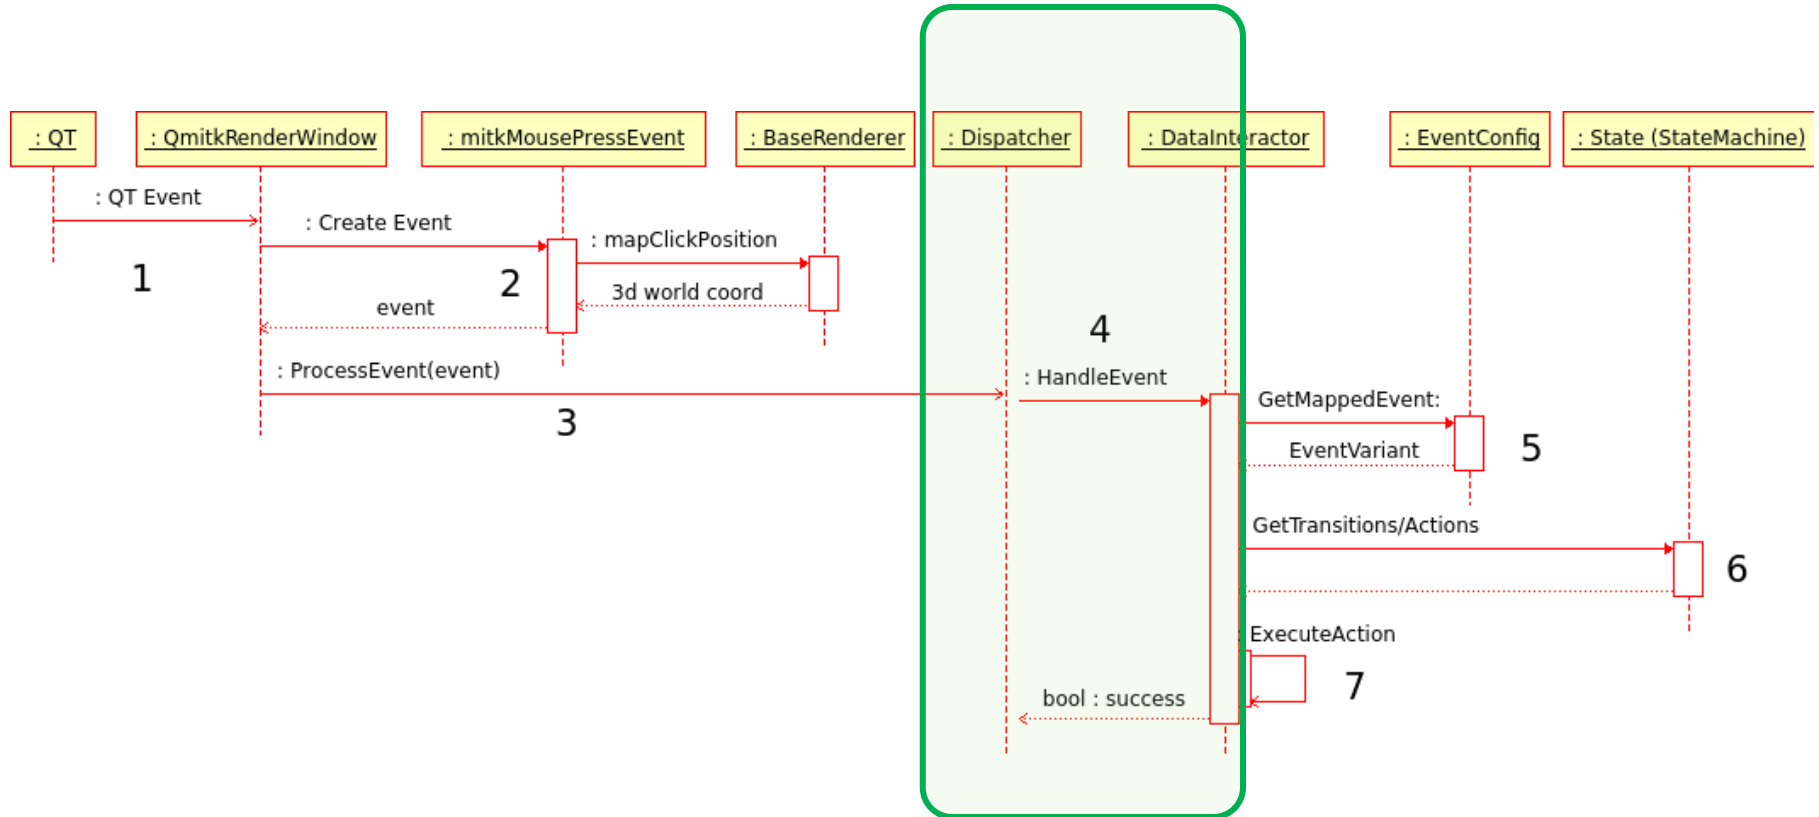 : QT
: QmitkRenderWindow
: mitkMousePressEvent
: BaseRenderer
: Dispatcher
: DataInteractor
: EventConfig
: State (StateMachine)
: QT Event
: Create Event
: mapClickPosition
1
2
3d world coord
event
4
: ProcessEvent(event)
: HandleEvent
3
GetMappedEvent:
EventVariant
5
GetTransitions/Actions
6
: ExecuteAction
7
bool : success